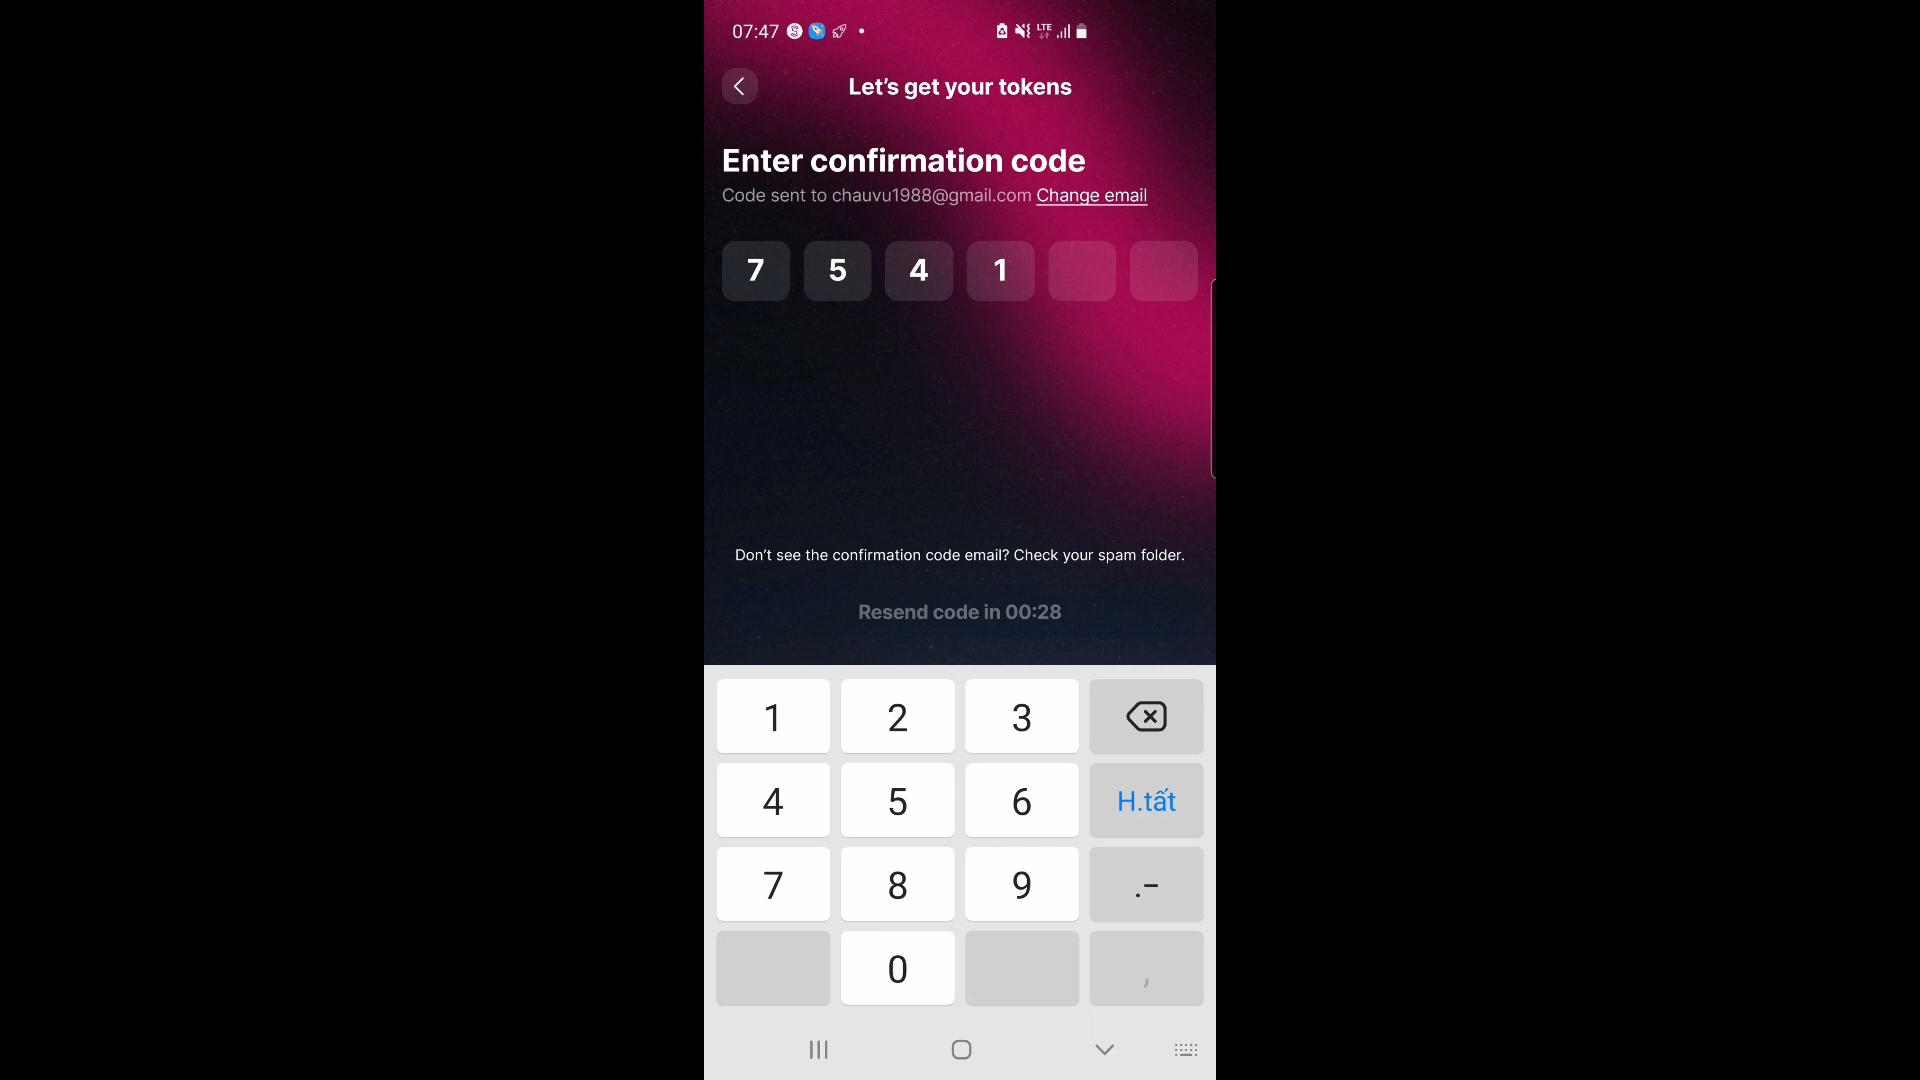 07:47 LTE
Let’s get your tokens
Enter confirmation code
Code sent to chauvu1988@gmail.com Change email
7 5 4 1
Don’t see the confirmation code email? Check your spam folder.
Resend code in 00:28
1 2 3
4 5 6 H.tất
7 8 9 .-
0 ,